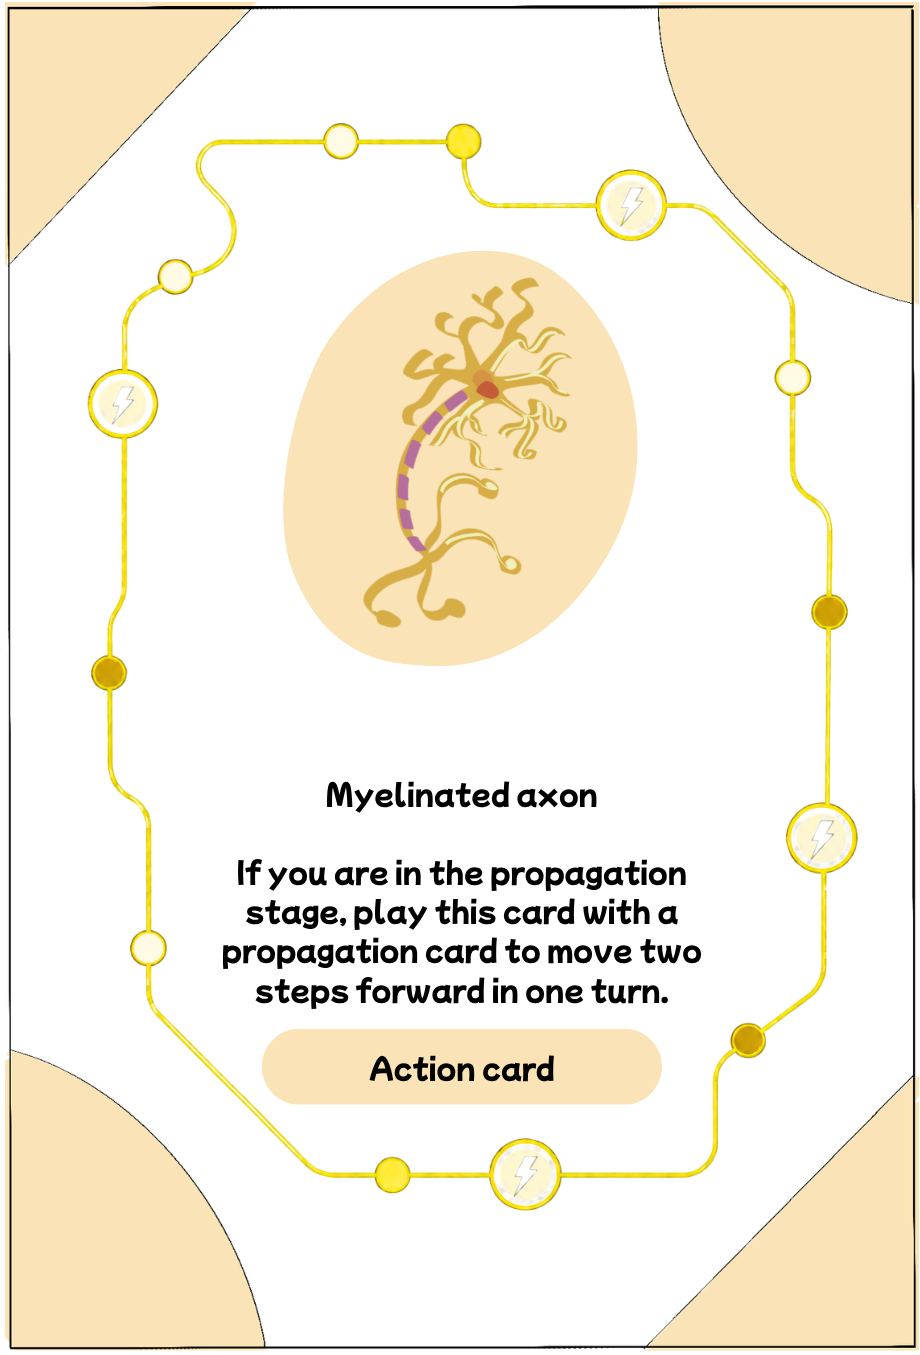 Myelinated axon
If you are in the propagation
stage, play this card with a
propagation card to move two
steps forward in one turn.
Action card